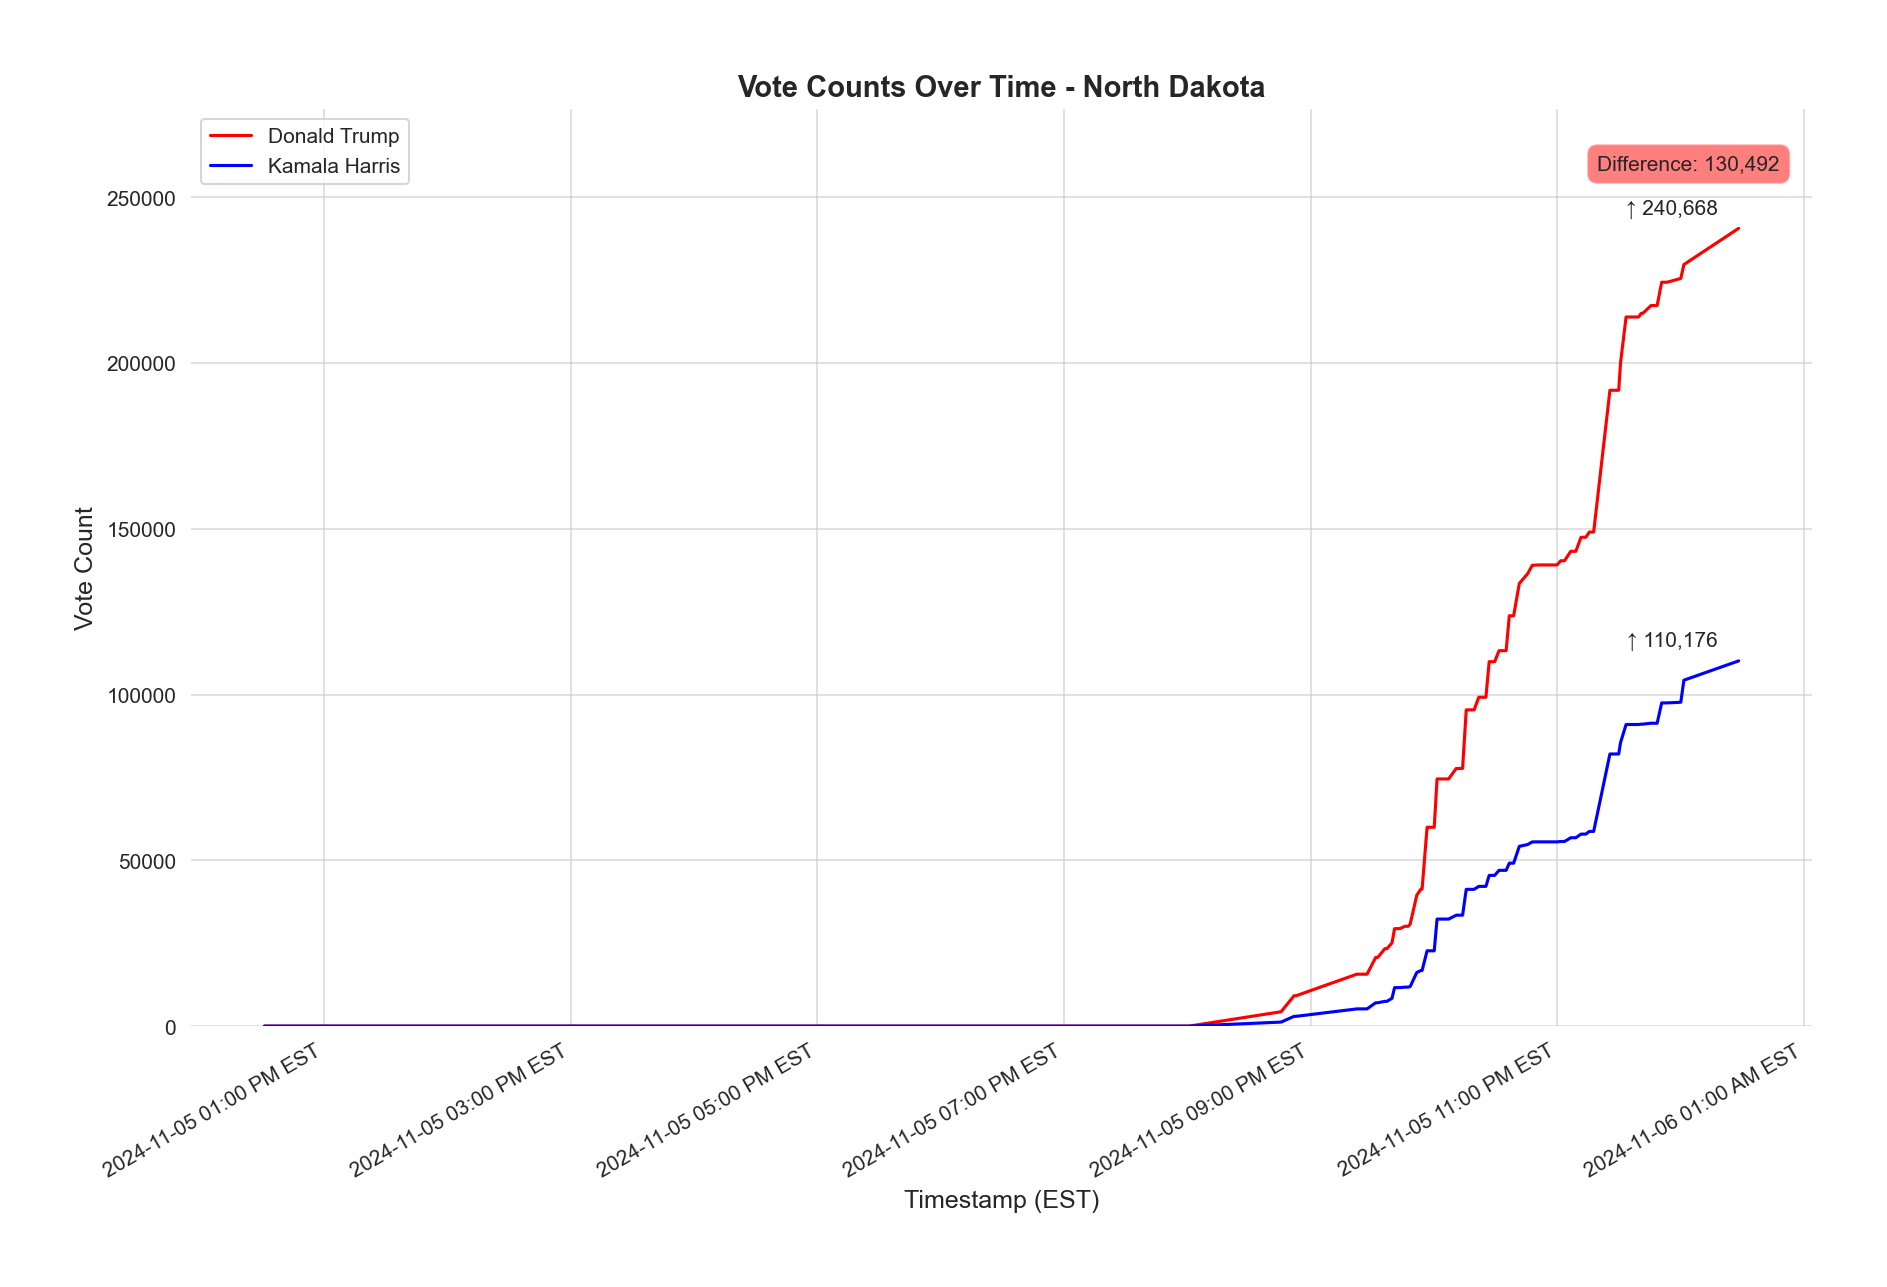 Vote Counts Over Time - North Dakota
Donald Trump
Kamala Harris
Difference: 130,492
↑ 240,668
↑ 110,176
Vote Count
250000
200000
150000
100000
50000
0
2024-11-05 01:00 PM EST
2024-11-05 03:00 PM EST
2024-11-05 05:00 PM EST
2024-11-05 07:00 PM EST
2024-11-05 09:00 PM EST
2024-11-05 11:00 PM EST
2024-11-06 01:00 AM EST
Timestamp (EST)